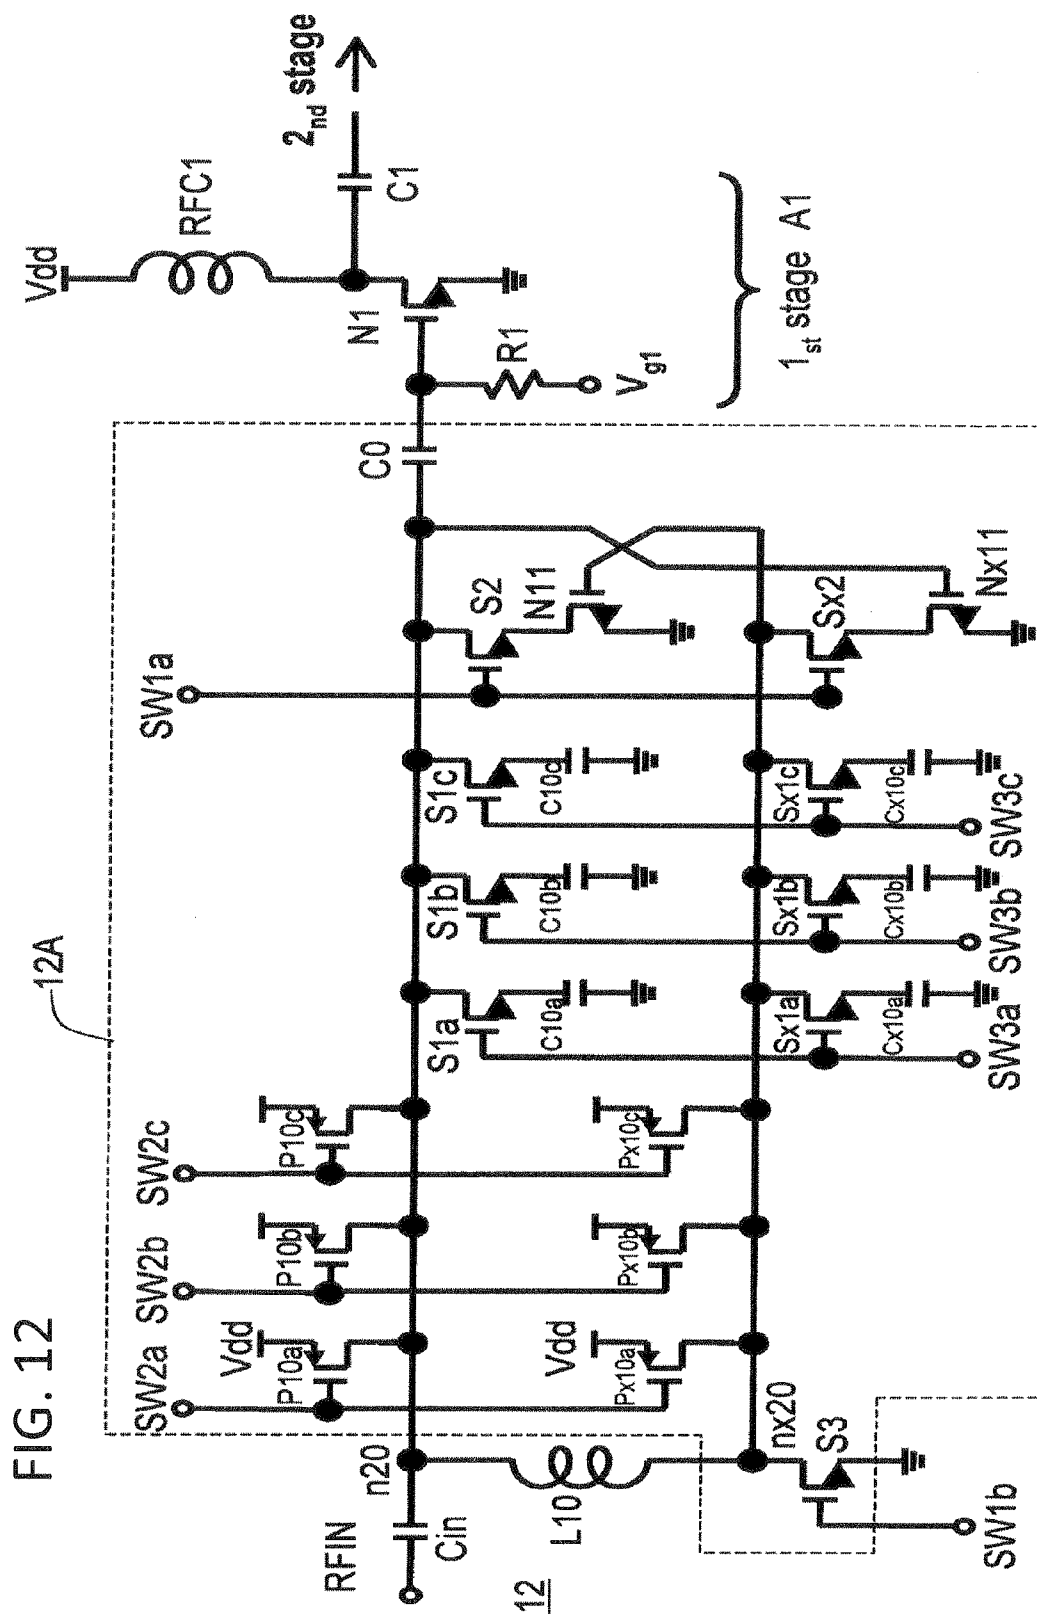 FIG. 12
12A
SW2a
SW2b
SW2c
SW1a
Vdd
Vdd
RFC1
2nd stage
P10a
P10b
P10c
RFIN
Cin
n20
S1a
S1b
S1c
S2
C0
N1
C1
C10a
C10b
C10c
N11
R1
Vg1
Vdd
Px10a
Px10b
Px10c
L10
nx20
Sx1a
Sx1b
Sx1c
Sx2
Cx10a
Cx10b
Cx10c
Nx11
1st stage A1
S3
SW1b
SW3a
SW3b
SW3c
12